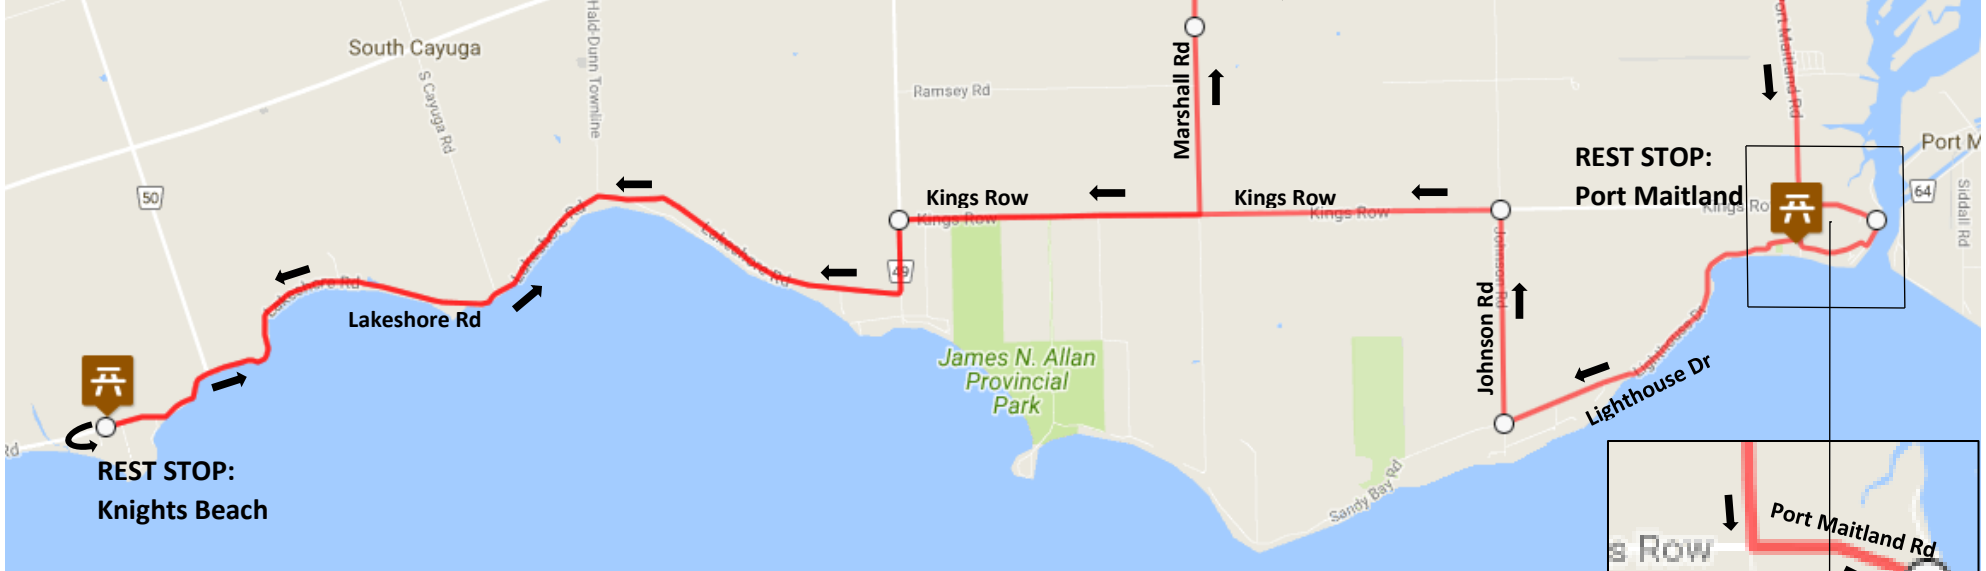 South Cayuga
S Cayuga Rd
Hald-Dunn Townline
50
Ramsey Rd
Marshall Rd
Port Maitland Rd
Port M
REST STOP:
Port Maitland
64
Siddall Rd
Kings Row
Kings Row
Kings Row
Kings Row
Kings Ro
49
Lakeshore Rd
Lakeshore Rd
Lakeshore Rd
Lakeshore Rd
Johnson Rd
Johnson Rd
Lighthouse Dr
Lighthouse Dr
James N. Allan
Provincial
Park
Sandy Bay Rd
Rd
REST STOP:
Knights Beach
Port Maitland Rd
s Row